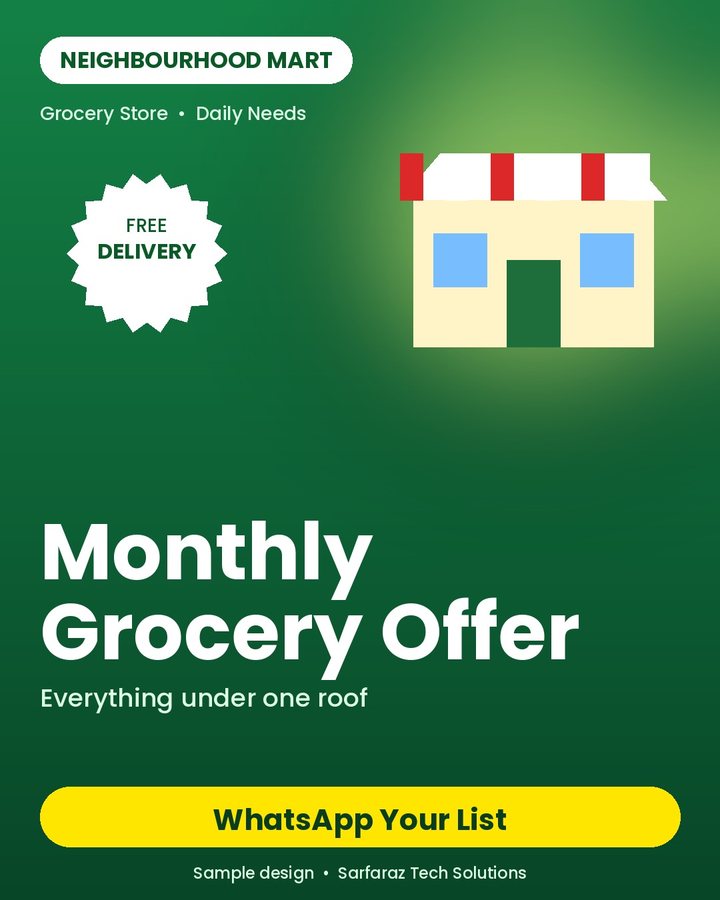 NEIGHBOURHOOD MART
Grocery Store • Daily Needs
FREE
DELIVERY
Monthly
Grocery Offer
Everything under one roof
WhatsApp Your List
Sample design • Sarfaraz Tech Solutions